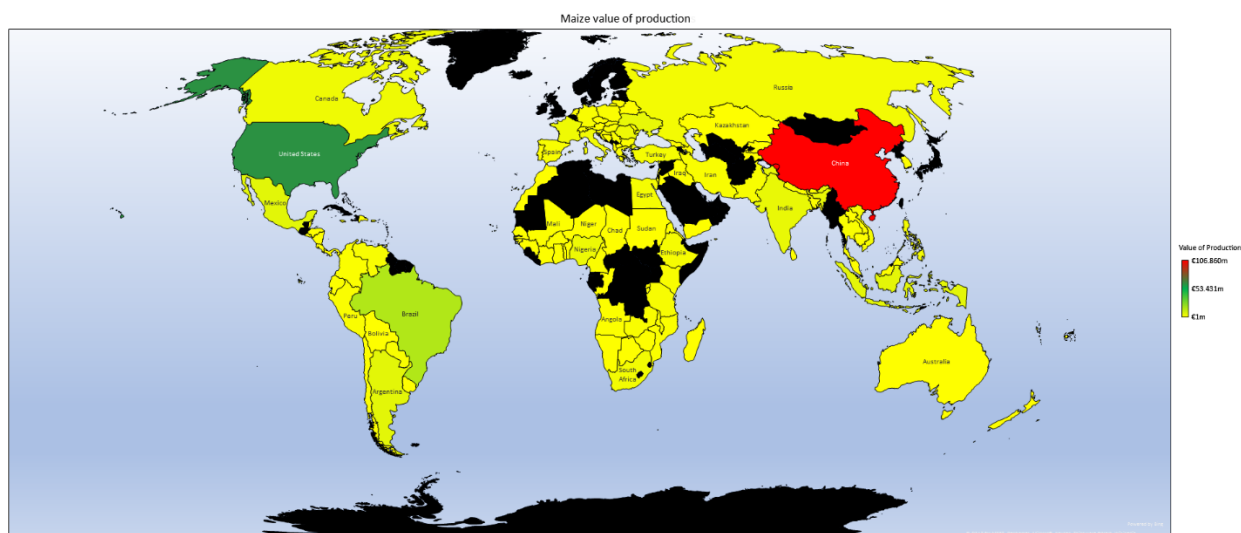 Maize value of production
Canada
Russia
United States
Kazakhstan
Spain
Turkey
China
Iraq
Iran
Mexico
Egypt
India
Mali
Niger
Chad
Sudan
Nigeria
Ethiopia
Value of Production
€106.860m
€53.431m
€1m
Brazil
Peru
Angola
Bolivia
Australia
South
Africa
Argentina